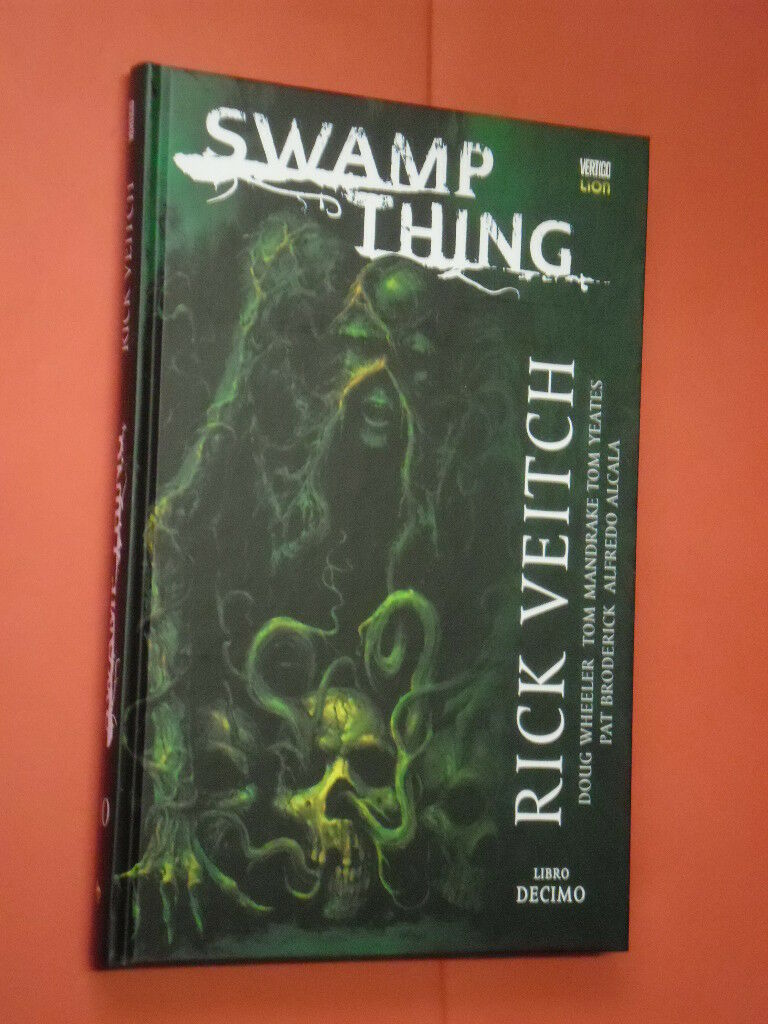 SWAMP
THING
VERTICO
LION
RICK VEITCH
DOUG WHEELER TOM MANDRAKE TOM YEATES
PAT BRODERICK ALFREDO ALCALA
LIBRO
DECIMO
RICK VEITCH